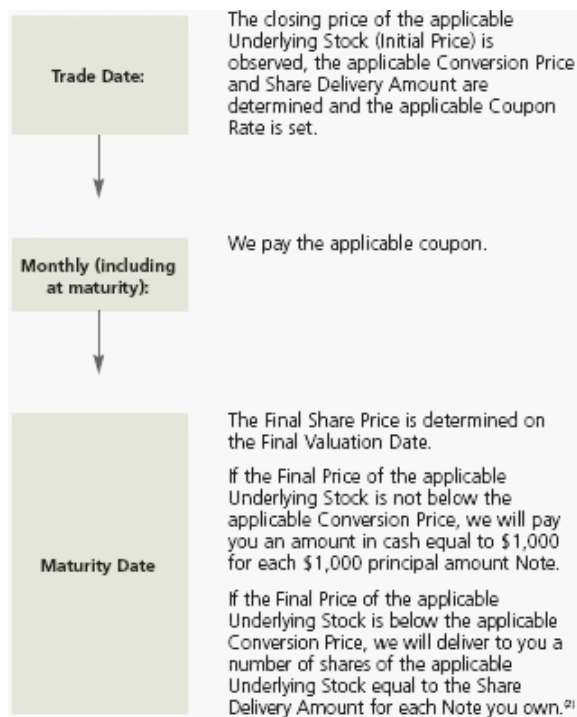 Trade Date:
The closing price of the applicable
Underlying Stock (Initial Price) is
observed, the applicable Conversion Price
and Share Delivery Amount are
determined and the applicable Coupon
Rate is set.
Monthly (including
at maturity):
We pay the applicable coupon.
Maturity Date
The Final Share Price is determined on
the Final Valuation Date.
If the Final Price of the applicable
Underlying Stock is not below the
applicable Conversion Price, we will pay
you an amount in cash equal to $1,000
for each $1,000 principal amount Note.
If the Final Price of the applicable
Underlying Stock is below the applicable
Conversion Price, we will deliver to you a
number of shares of the applicable
Underlying Stock equal to the Share
Delivery Amount for each Note you own.(2)